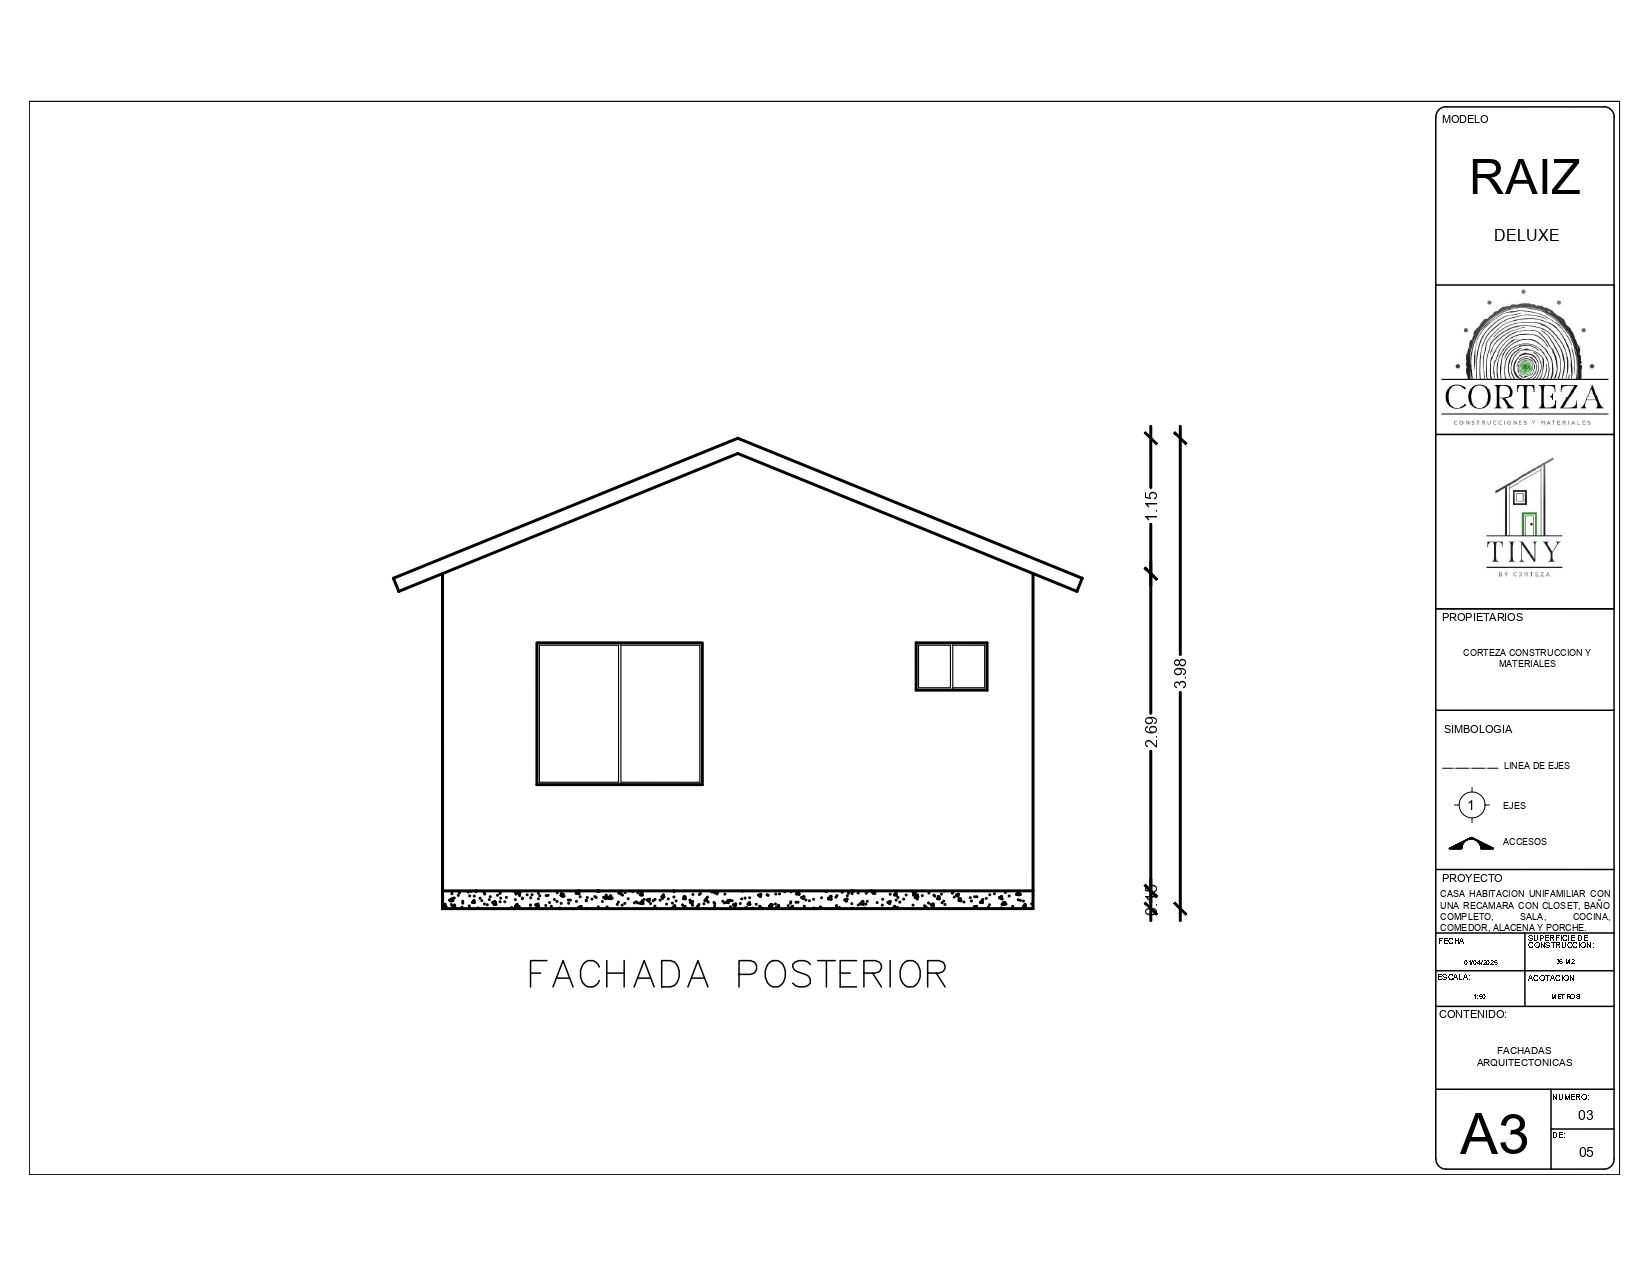 MODELO
RAIZ
DELUXE
CORTEZA
CONSTRUCCIONES Y MATERIALES
TINY
BY CORTEZA
PROPIETARIOS
CORTEZA CONSTRUCCION Y
MATERIALES
SIMBOLOGIA
LINEA DE EJES
1
EJES
ACCESOS
PROYECTO
CASA HABITACION UNIFAMILIAR CON
UNA RECAMARA CON CLOSET, BAÑO
COMPLETO, SALA, COCINA,
COMEDOR, ALACENA Y PORCHE.
FECHA
01/04/2025
SUPERFICIE DE
CONSTRUCCION:
36 M2
ESCALA:
1:50
ACOTACION
METROS
CONTENIDO:
FACHADAS
ARQUITECTONICAS
A3
NUMERO:
03
DE:
05
1.15
2.69
0.15
3.98
FACHADA POSTERIOR